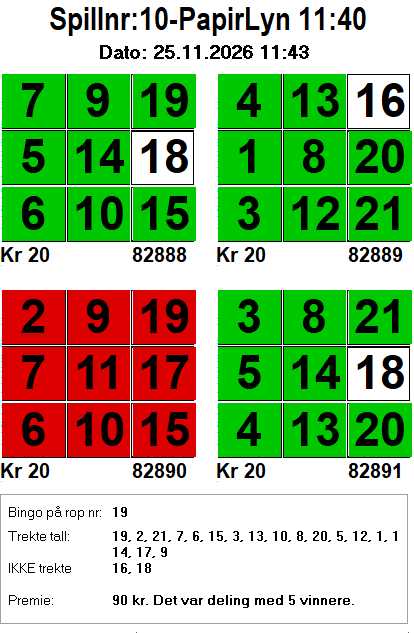 Spillnr:10-PapirLyn 11:40
Dato: 25.11.2026 11:43
7 9 19
5 14 18
6 10 15
Kr 20 82888
4 13 16
1 8 20
3 12 21
Kr 20 82889
2 9 19
7 11 17
6 10 15
Kr 20 82890
3 8 21
5 14 18
4 13 20
Kr 20 82891
Bingo på rop nr: 19
Trekte tall: 19, 2, 21, 7, 6, 15, 3, 13, 10, 8, 20, 5, 12, 1, 1
14, 17, 9
IKKE trekte 16, 18
Premie: 90 kr. Det var deling med 5 vinnere.